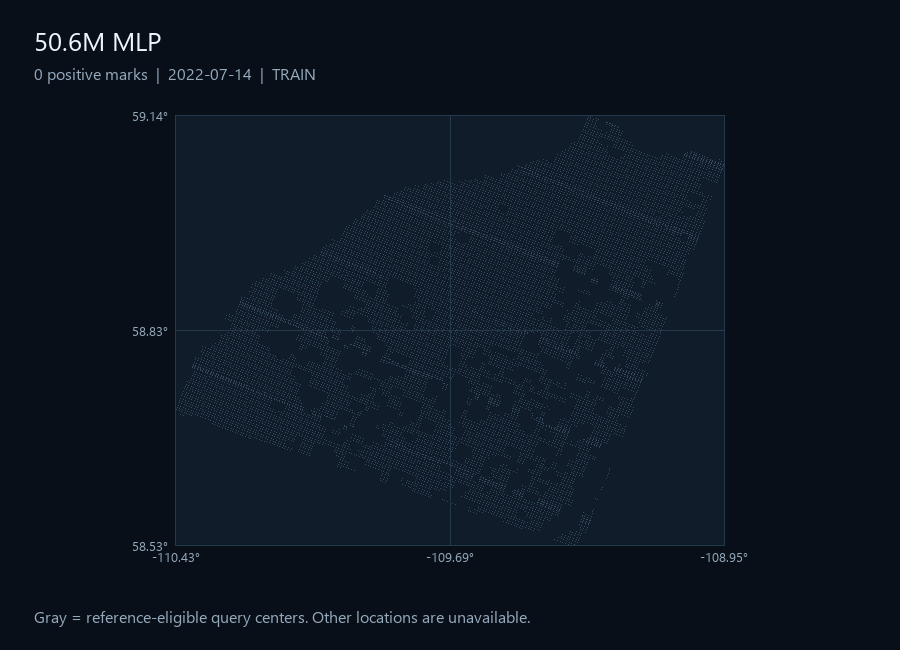 50.6M MLP
0 positive marks | 2022-07-14 | TRAIN
59.14°
58.83°
58.53°
-110.43°
-109.69°
-108.95°
Gray = reference-eligible query centers. Other locations are unavailable.